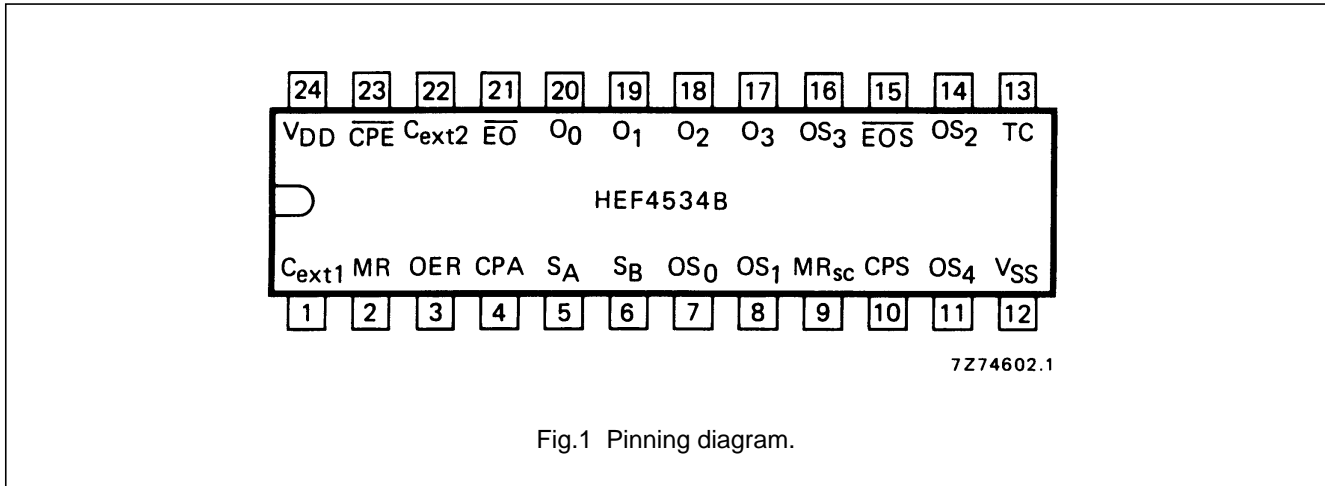 24 23 22 21 20 19 18 17 16 15 14 13
VDD CPE Cext2 EO O0 O1 O2 O3 OS3 EOS OS2 TC
HEF4534B
Cext1 MR OER CPA SA SB OS0 OS1 MRsc CPS OS4 VSS
1 2 3 4 5 6 7 8 9 10 11 12
7Z74602.1
Fig.1 Pinning diagram.